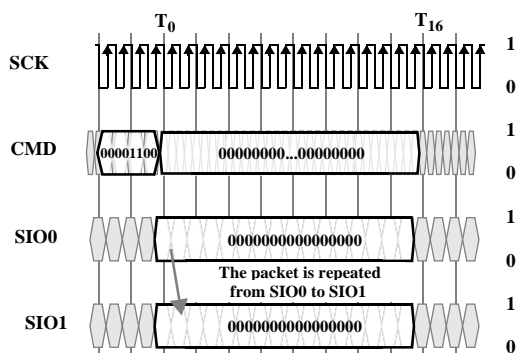 T0 T16
SCK 1
0
CMD 00001100 00000000...00000000 1
0
SIO0 0000000000000000 1
0
The packet is repeated
from SIO0 to SIO1
SIO1 0000000000000000 1
0